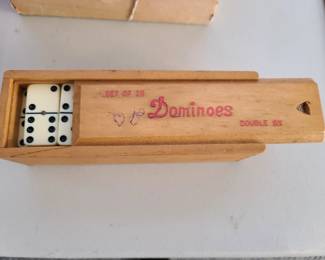 SET OF 28
Dominoes
DOUBLE SIX